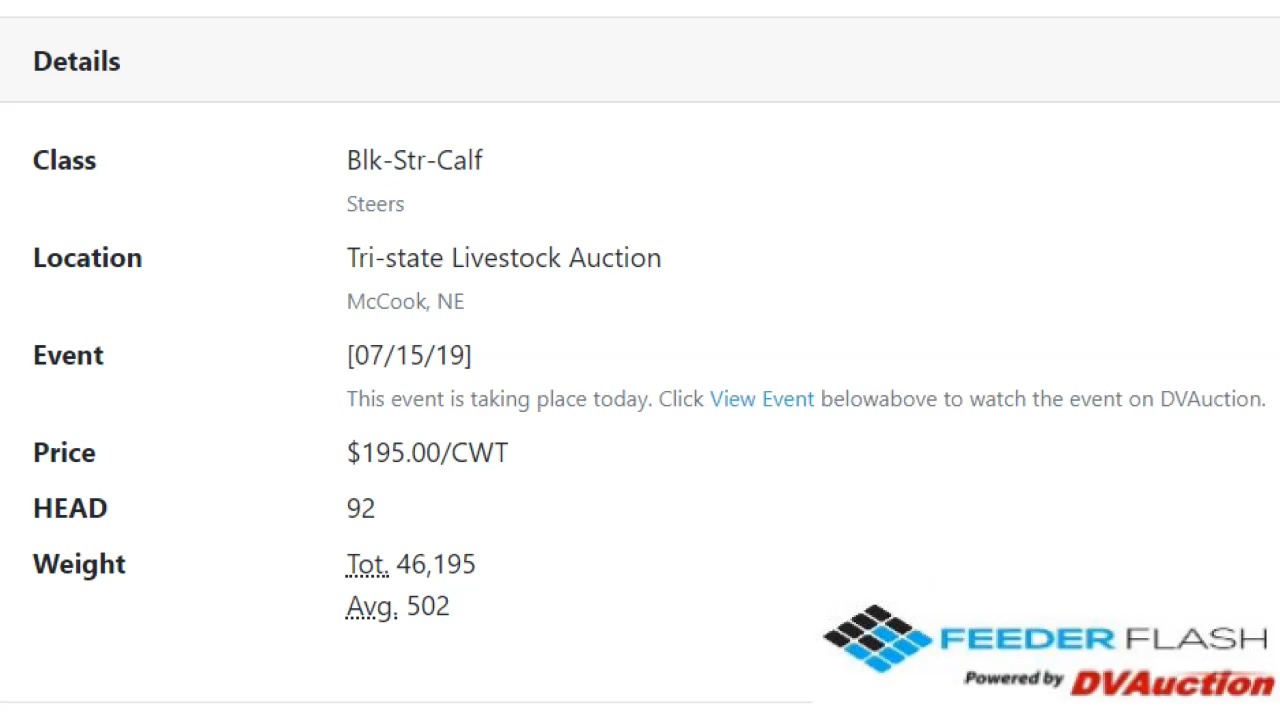 Details
Class Blk-Str-Calf
Steers
Location Tri-state Livestock Auction
McCook, NE
Event [07/15/19]
This event is taking place today. Click View Event belowabove to watch the event on DVAuction.
Price $195.00/CWT
HEAD 92
Weight Tot. 46,195
Avg. 502
FEEDER FLASH
Powered by DVAuction